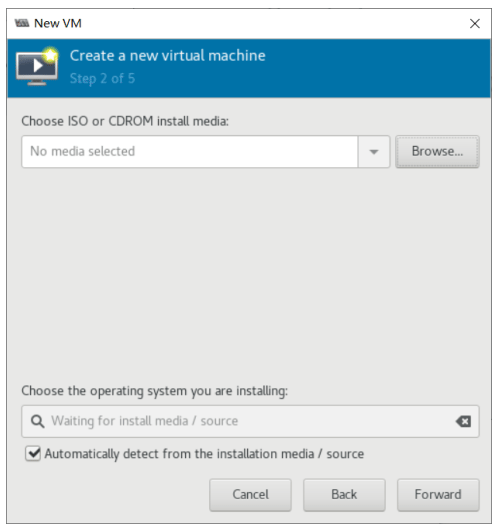 New VM
Create a new virtual machine
Step 2 of 5
Choose ISO or CDROM install media:
No media selected
Browse...
Choose the operating system you are installing:
Waiting for install media / source
Automatically detect from the installation media / source
Cancel Back Forward